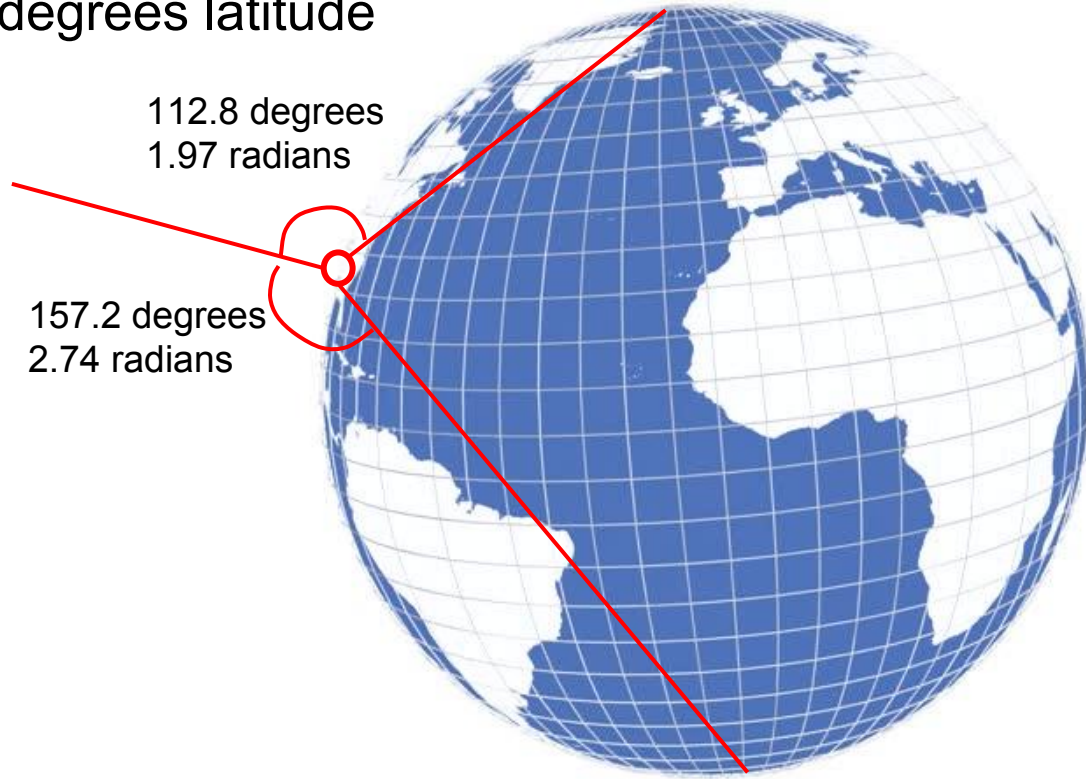 degrees latitude
112.8 degrees
1.97 radians
157.2 degrees
2.74 radians